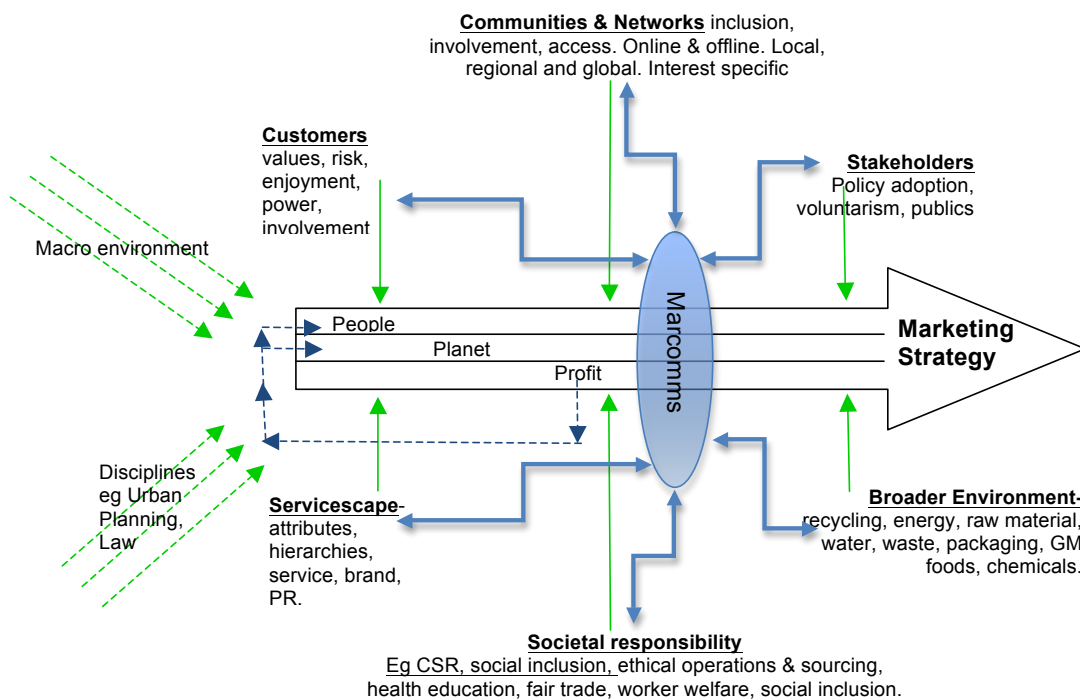 Communities & Networks inclusion,
involvement, access. Online & offline. Local,
regional and global. Interest specific
Customers
values, risk,
enjoyment,
power,
involvement
Stakeholders
Policy adoption,
voluntarism, publics
Macro environment
People
Planet
Profit
Marcomms
Marketing
Strategy
Disciplines
eg Urban
Planning,
Law
Servicescape-
attributes,
hierarchies,
service, brand,
PR.
Broader Environment-
recycling, energy, raw material,
water, waste, packaging, GM
foods, chemicals.
Societal responsibility
Eg CSR, social inclusion, ethical operations & sourcing,
health education, fair trade, worker welfare, social inclusion.